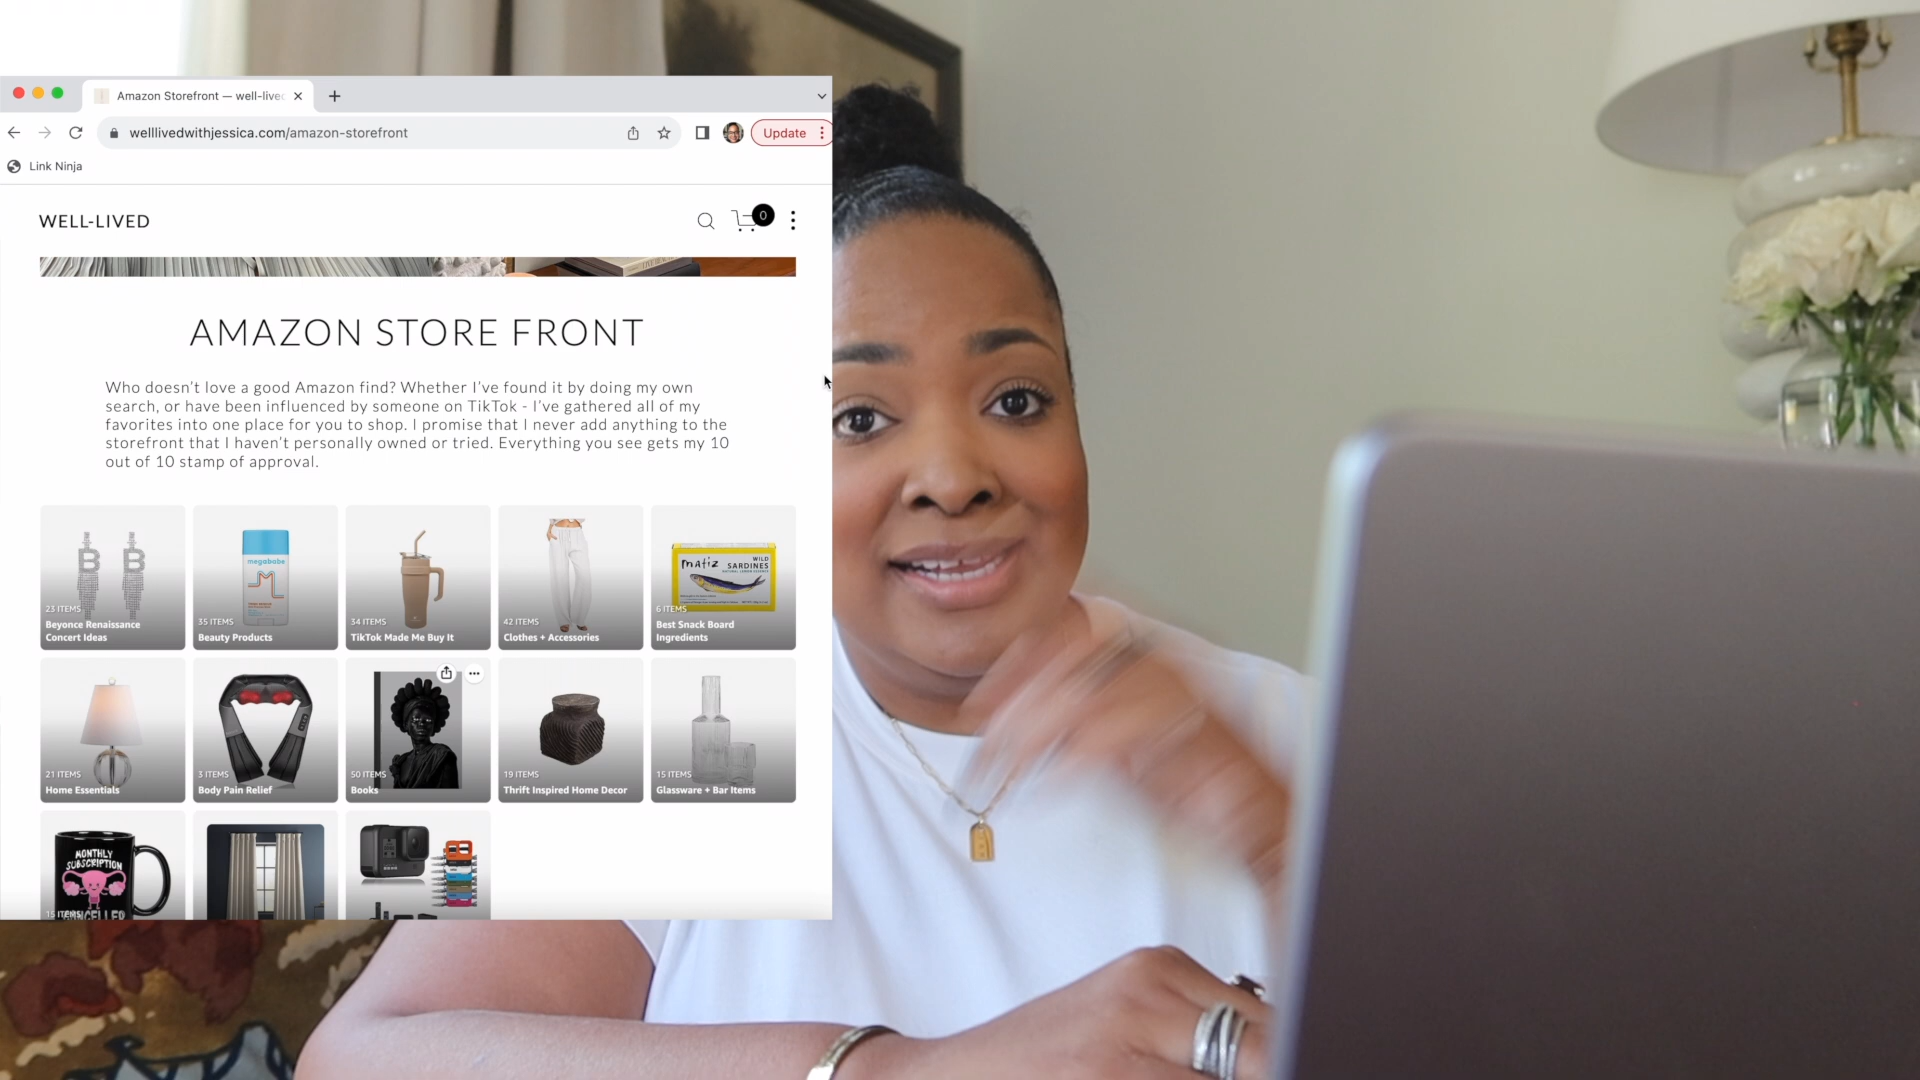 Amazon Storefront — well-live
welllivedwithjessica.com/amazon-storefront
Update
Link Ninja
WELL-LIVED
0
AMAZON STORE FRONT
Who doesn't love a good Amazon find? Whether I've found it by doing my own
search, or have been influenced by someone on TikTok - I've gathered all of my
favorites into one place for you to shop. I promise that I never add anything to the
storefront that I haven't personally owned or tried. Everything you see gets my 10
out of 10 stamp of approval.
B B
megababe
matiz
WILD
SARDINES
23 ITEMS
Beyonce Renaissance
Concert Ideas
35 ITEMS
Beauty Products
34 ITEMS
TikTok Made Me Buy It
42 ITEMS
Clothes + Accessories
6 ITEMS
Best Snack Board
Ingredients
21 ITEMS
Home Essentials
3 ITEMS
Body Pain Relief
50 ITEMS
Books
19 ITEMS
Thrift Inspired Home Decor
15 ITEMS
Glassware + Bar Items
MONTHLY
SUBSCRIPTION
15 ITEMS